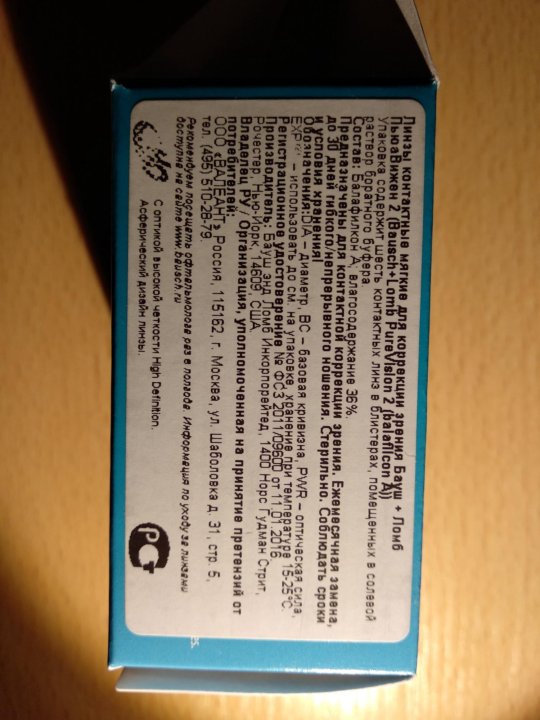 Линзы контактные мягкие для коррекции зрения Бауш + Ломб
ПьюаВижен 2 (Bausch+Lomb PureVision 2 (balafilcon A))
Упаковка содержит шесть контактных линз в блистерах, помещенных в солевой
раствор боратного буфера
Состав: Балафилкон А, влагосодержание 36%.
Предназначены для контактной коррекции зрения. Ежемесячная замена,
до 30 дней гибкого/непрерывного ношения. Стерильно. Соблюдать сроки
и условия хранения!
Обозначения: DIA – диаметр, BC – базовая кривизна, PWR – оптическая сила,
EXP – использовать до см. на упаковке, хранение при температуре 15-25°C.
Регистрационное удостоверение № ФСЗ 2011/09600 от 11.01.2016
Производитель: Бауш энд Ломб Инкорпорейтед, 1400 Норс Гудман Стрит,
Рочестер, Нью-Йорк, 14609, США
Владелец РУ / Организация, уполномоченная на принятие претензий от
потребителей:
ООО «ВАЛЕАНТ» Россия, 115162 г. Москва, ул. Шаболовка д. 31, стр. 5,
тел. (495) 510-28-79
Рекомендуем посещать офтальмолога раз в полгода. Информация по уходу за линзами
доступна на сайте www.bausch.ru
С оптикой высокой четкости High Definition.
Асферический дизайн линзы.
РСТ